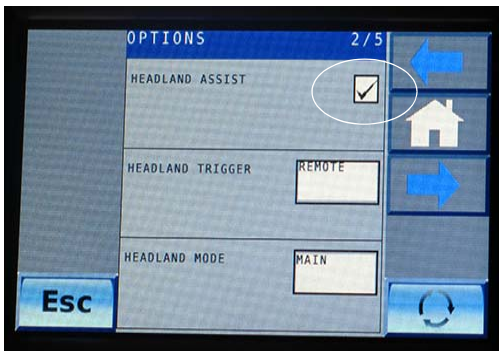 OPTIONS 2/5
HEADLAND ASSIST
HEADLAND TRIGGER REMOTE
HEADLAND MODE MAIN
Esc